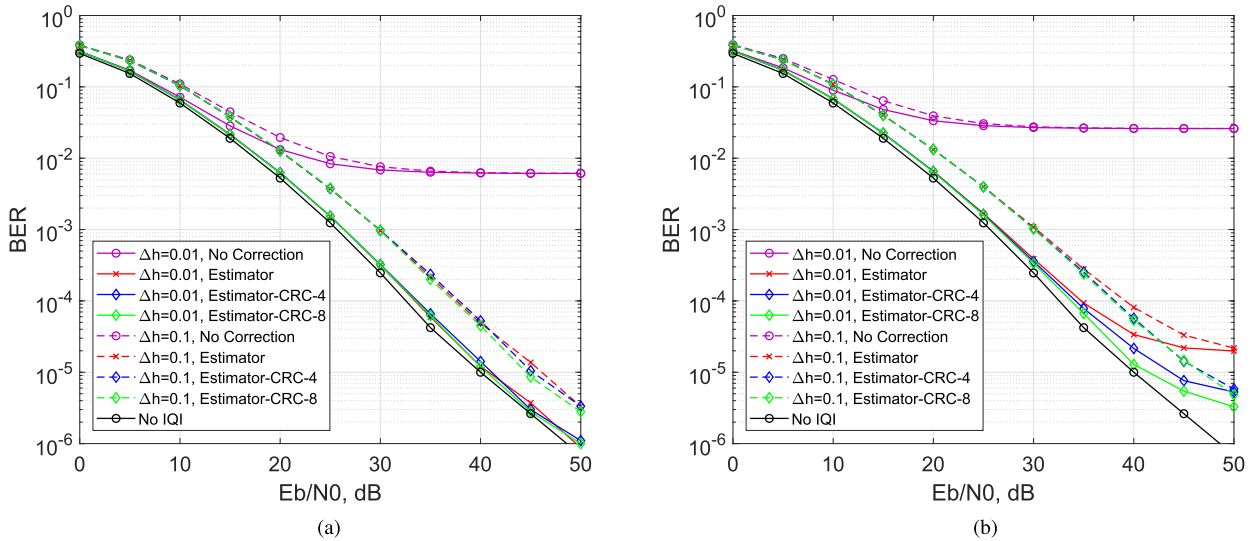 10^0
10^-1
10^-2
10^-3
10^-4
10^-5
10^-6
BER
Δh=0.01, No Correction
Δh=0.01, Estimator
Δh=0.01, Estimator-CRC-4
Δh=0.01, Estimator-CRC-8
Δh=0.1, No Correction
Δh=0.1, Estimator
Δh=0.1, Estimator-CRC-4
Δh=0.1, Estimator-CRC-8
No IQI
0 10 20 30 40 50
Eb/N0, dB
(a)
10^0
10^-1
10^-2
10^-3
10^-4
10^-5
10^-6
BER
Δh=0.01, No Correction
Δh=0.01, Estimator
Δh=0.01, Estimator-CRC-4
Δh=0.01, Estimator-CRC-8
Δh=0.1, No Correction
Δh=0.1, Estimator
Δh=0.1, Estimator-CRC-4
Δh=0.1, Estimator-CRC-8
No IQI
0 10 20 30 40 50
Eb/N0, dB
(b)